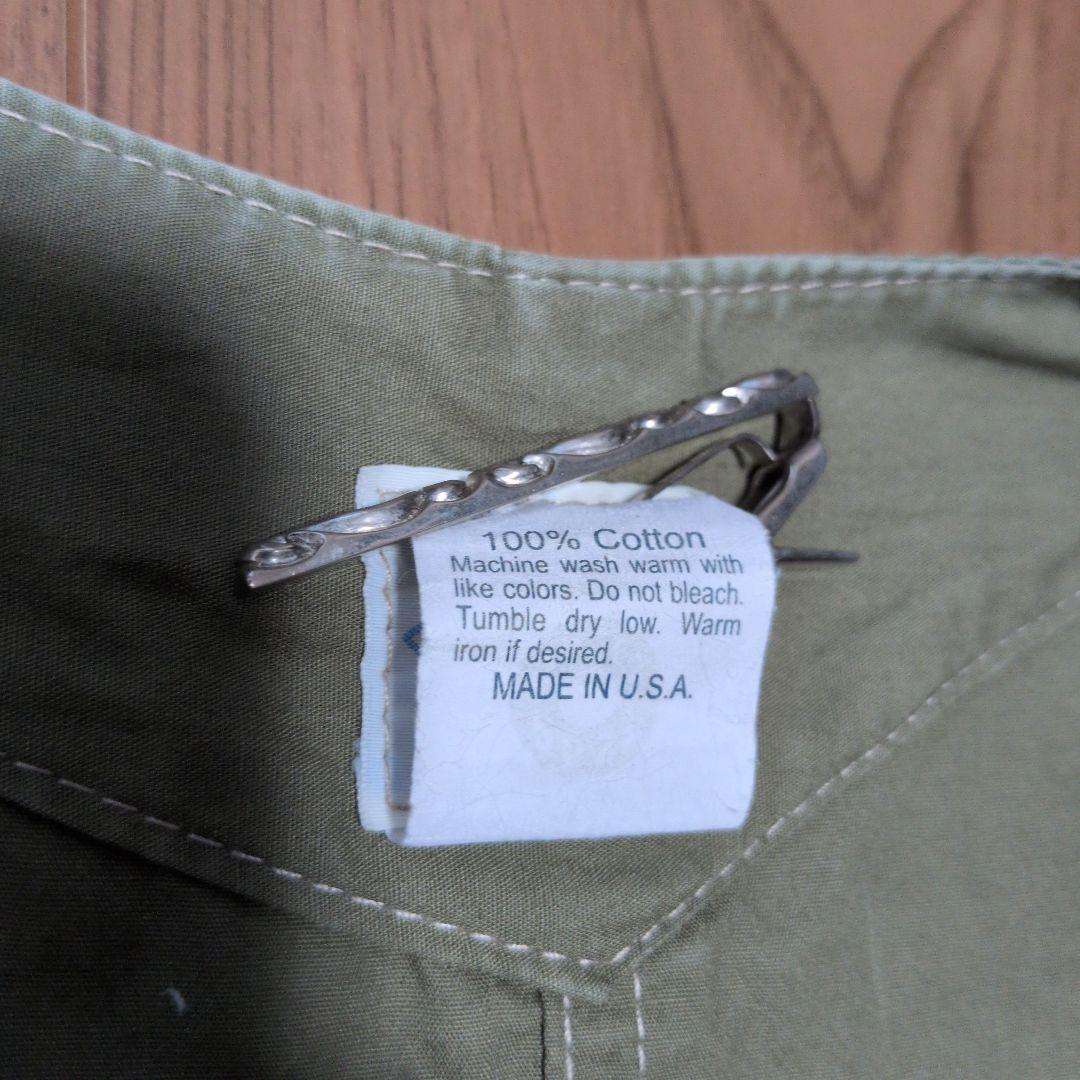 100% Cotton
Machine wash warm with
like colors. Do not bleach.
Tumble dry low. Warm
iron if desired.
MADE IN U.S.A.